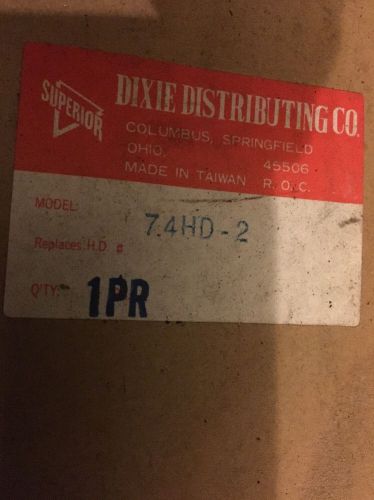 SUPERIOR
DIXIE DISTRIBUTING CO.
COLUMBUS, SPRINGFIELD
OHIO, 45506
MADE IN TAIWAN R.O.C.
MODEL: 74HD-2
Replaces H.D. #
Q'TY: 1PR